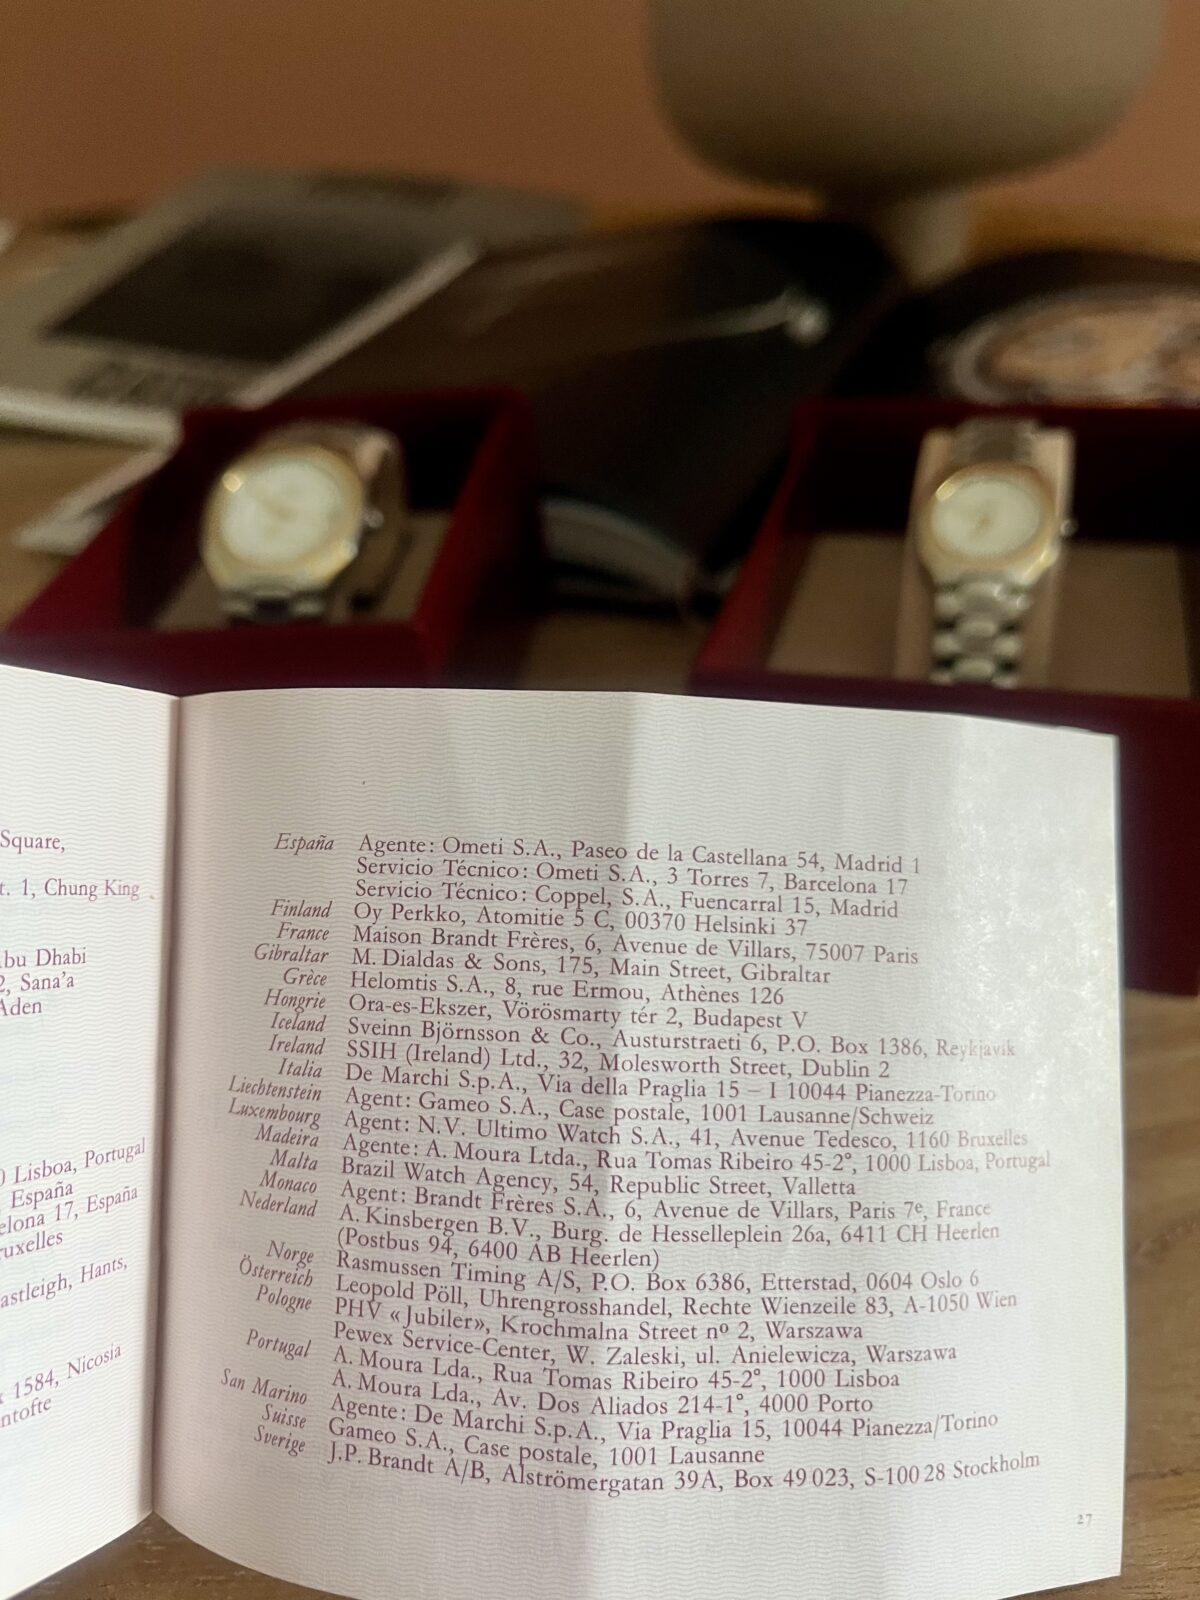 Square,
t. 1, Chung King
bu Dhabi
2, Sana'a
Aden
0 Lisboa, Portugal
España
elona 17, España
ruxelles
astleigh, Hants,
1584, Nicosia
ntofte
España Agente: Ometi S.A., Paseo de la Castellana 54, Madrid 1
Servicio Técnico: Ometi S.A., 3 Torres 7, Barcelona 17
Servicio Técnico: Coppel, S.A., Fuencarral 15, Madrid
Finland Oy Perkko, Atomitie 5 C, 00370 Helsinki 37
France Maison Brandt Frères, 6, Avenue de Villars, 75007 Paris
Gibraltar M. Dialdas & Sons, 175, Main Street, Gibraltar
Grèce Helomtis S.A., 8, rue Ermou, Athènes 126
Hongrie Ora-es-Ekszer, Vörösmarty tér 2, Budapest V
Iceland Sveinn Björnsson & Co., Austurstraeti 6, P.O. Box 1386, Reykjavik
Ireland SSIH (Ireland) Ltd., 32, Molesworth Street, Dublin 2
Italia De Marchi S.p.A., Via della Praglia 15 – I 10044 Pianezza-Torino
Liechtenstein Agent: Gameo S.A., Case postale, 1001 Lausanne/Schweiz
Luxembourg Agent: N.V. Ultimo Watch S.A., 41, Avenue Tedesco, 1160 Bruxelles
Madeira Agente: A. Moura Ltda., Rua Tomas Ribeiro 45-2°, 1000 Lisboa, Portugal
Malta Brazil Watch Agency, 54, Republic Street, Valletta
Monaco Agent: Brandt Frères S.A., 6, Avenue de Villars, Paris 7e, France
Nederland A. Kinsbergen B.V., Burg. de Hesselleplein 26a, 6411 CH Heerlen
(Postbus 94, 6400 AB Heerlen)
Norge Rasmussen Timing A/S, P.O. Box 6386, Etterstad, 0604 Oslo 6
Österreich Leopold Pöll, Uhrengrosshandel, Rechte Wienzeile 83, A-1050 Wien
Pologne PHV «Jubiler», Krochmalna Street nº 2, Warszawa
Pewex Service-Center, W. Zaleski, ul. Anielewicza, Warszawa
Portugal A. Moura Lda., Rua Tomas Ribeiro 45-2°, 1000 Lisboa
A. Moura Lda., Av. Dos Aliados 214-1°, 4000 Porto
San Marino Agente: De Marchi S.p.A., Via Praglia 15, 10044 Pianezza/Torino
Suisse Gameo S.A., Case postale, 1001 Lausanne
Sverige J.P. Brandt A/B, Alströmergatan 39A, Box 49023, S-100 28 Stockholm
27